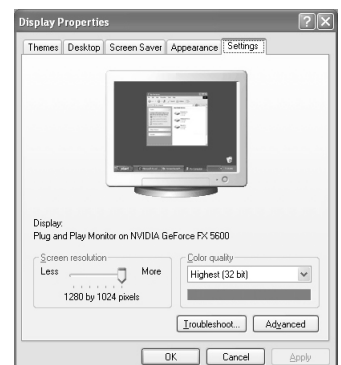 Display Properties
Themes Desktop Screen Saver Appearance Settings
Display:
Plug and Play Monitor on NVIDIA GeForce FX 5600
Screen resolution
Less More
1280 by 1024 pixels
Color quality
Highest (32 bit)
Troubleshoot... Advanced
OK Cancel Apply